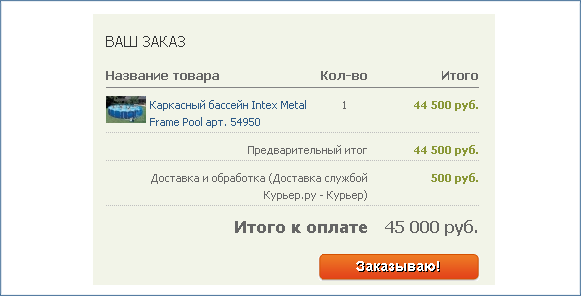 ВАШ ЗАКАЗ
Название товара Кол-во Итого
Каркасный бассейн Intex Metal 1 44 500 руб.
Frame Pool арт. 54950
Предварительный итог 44 500 руб.
Доставка и обработка (Доставка службой 500 руб.
Курьер.ру - Курьер)
Итого к оплате 45 000 руб.
Заказываю!